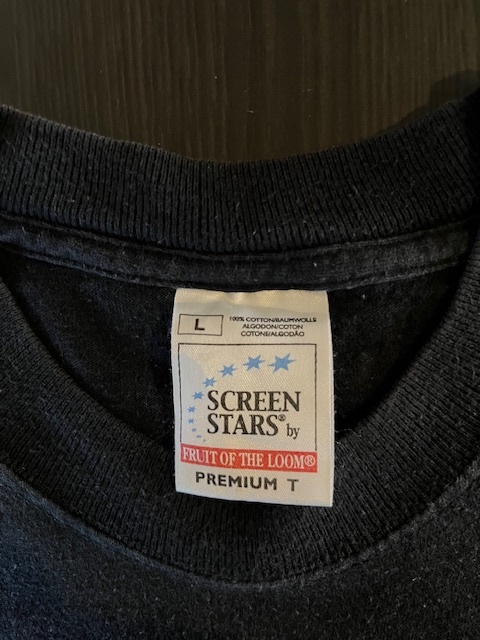 L
100% COTTON/BAUMWOLLE
ALGODON/COTON
COTONE/ALGODÃO
SCREEN
STARS® by
FRUIT OF THE LOOM®
PREMIUM T